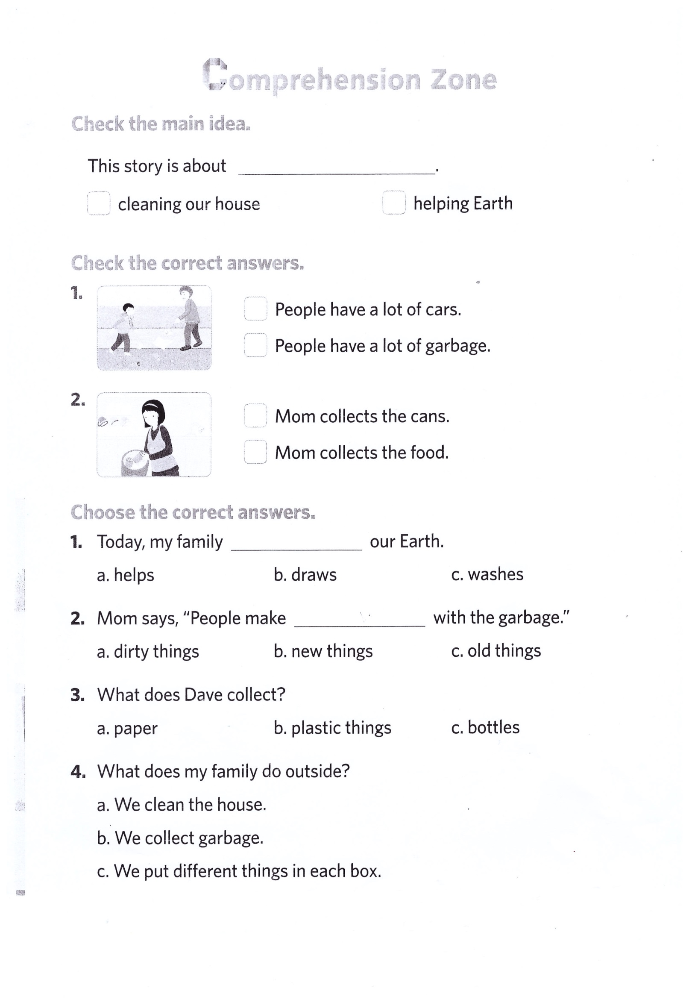 Comprehension Zone
Check the main idea.
This story is about ____________________.
cleaning our house helping Earth
Check the correct answers.
1.
People have a lot of cars.
People have a lot of garbage.
2.
Mom collects the cans.
Mom collects the food.
Choose the correct answers.
1. Today, my family ______________ our Earth.
a. helps b. draws c. washes
2. Mom says, “People make ______________ with the garbage.”
a. dirty things b. new things c. old things
3. What does Dave collect?
a. paper b. plastic things c. bottles
4. What does my family do outside?
a. We clean the house.
b. We collect garbage.
c. We put different things in each box.